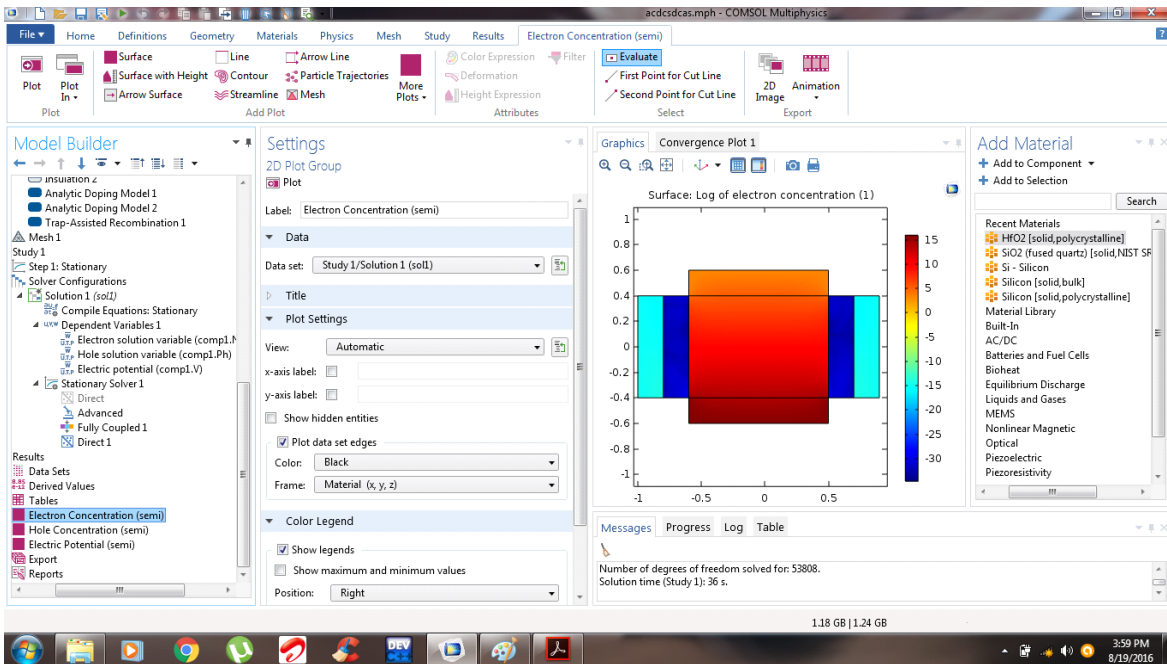 acdcsdcas.mph - COMSOL Multiphysics
File Home Definitions Geometry Materials Physics Mesh Study Results Electron Concentration (semi)
Plot
Plot In
Plot
Surface Line Arrow Line
Surface with Height Contour Particle Trajectories
Arrow Surface Streamline Mesh
More Plots
Add Plot
Color Expression Filter
Deformation
Height Expression
Attributes
Evaluate
First Point for Cut Line
Second Point for Cut Line
Select
2D Image
Animation
Export
Model Builder
Insulation 2
Analytic Doping Model 1
Analytic Doping Model 2
Trap-Assisted Recombination 1
Mesh 1
Study 1
Step 1: Stationary
Solver Configurations
Solution 1 (sol1)
Compile Equations: Stationary
Dependent Variables 1
Electron solution variable (comp1.N
Hole solution variable (comp1.Ph)
Electric potential (comp1.V)
Stationary Solver 1
Direct
Advanced
Fully Coupled 1
Direct 1
Results
Data Sets
Derived Values
Tables
Electron Concentration (semi)
Hole Concentration (semi)
Electric Potential (semi)
Export
Reports
Settings
2D Plot Group
Plot
Label: Electron Concentration (semi)
Data
Data set: Study 1/Solution 1 (sol1)
Title
Plot Settings
View: Automatic
x-axis label:
y-axis label:
Show hidden entities
Plot data set edges
Color: Black
Frame: Material (x, y, z)
Color Legend
Show legends
Show maximum and minimum values
Position: Right
Graphics Convergence Plot 1
Surface: Log of electron concentration (1)
1
0.8
0.6
0.4
0.2
0
-0.2
-0.4
-0.6
-0.8
-1
-1 -0.5 0 0.5
15
10
5
0
-5
-10
-15
-20
-25
-30
Messages Progress Log Table
Number of degrees of freedom solved for: 53808.
Solution time (Study 1): 36 s.
Add Material
Add to Component
Add to Selection
Search
Recent Materials
HfO2 [solid,polycrystalline]
SiO2 (fused quartz) [solid,NIST SR
Si - Silicon
Silicon [solid,bulk]
Silicon [solid,polycrystalline]
Material Library
Built-In
AC/DC
Batteries and Fuel Cells
Bioheat
Equilibrium Discharge
Liquids and Gases
MEMS
Nonlinear Magnetic
Optical
Piezoelectric
Piezoresistivity
1.18 GB | 1.24 GB
DEV
3:59 PM
8/19/2016